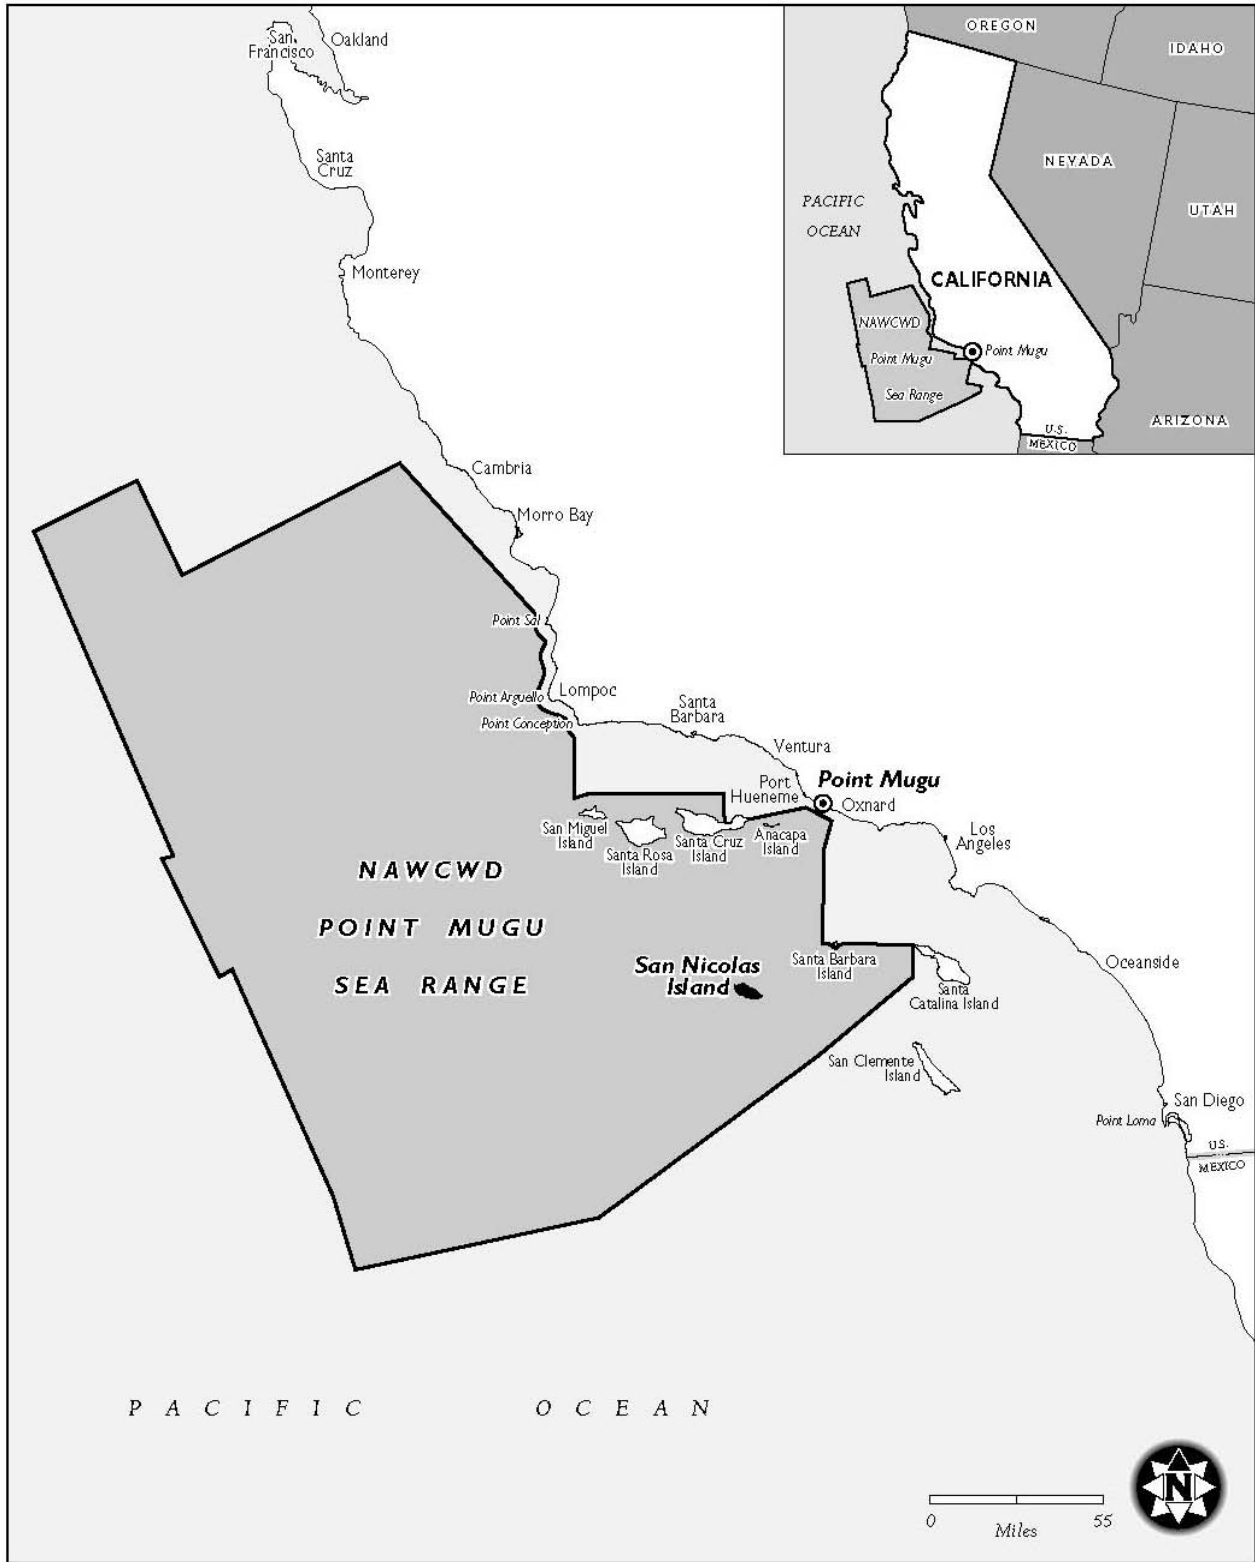 San
Francisco
Oakland
Santa
Cruz
Monterey
Cambria
Morro Bay
Point Sal
Point Arguello
Lompoc
Point Conception
Santa
Barbara
Ventura
Port
Hueneme
Point Mugu
Oxnard
Los
Angeles
San Miguel
Island
Santa Rosa
Island
Santa Cruz
Island
Anacapa
Island
NAWCWD
POINT MUGU
SEA RANGE
San Nicolas
Island
Santa Barbara
Island
Santa
Catalina Island
San Clemente
Island
Oceanside
San Diego
Point Loma
U.S.
MEXICO
PACIFIC OCEAN
0 55
Miles
N
OREGON
IDAHO
NEVADA
UTAH
PACIFIC
OCEAN
CALIFORNIA
NAWCWD
Point Mugu
Sea Range
Point Mugu
ARIZONA
U.S.
MEXICO